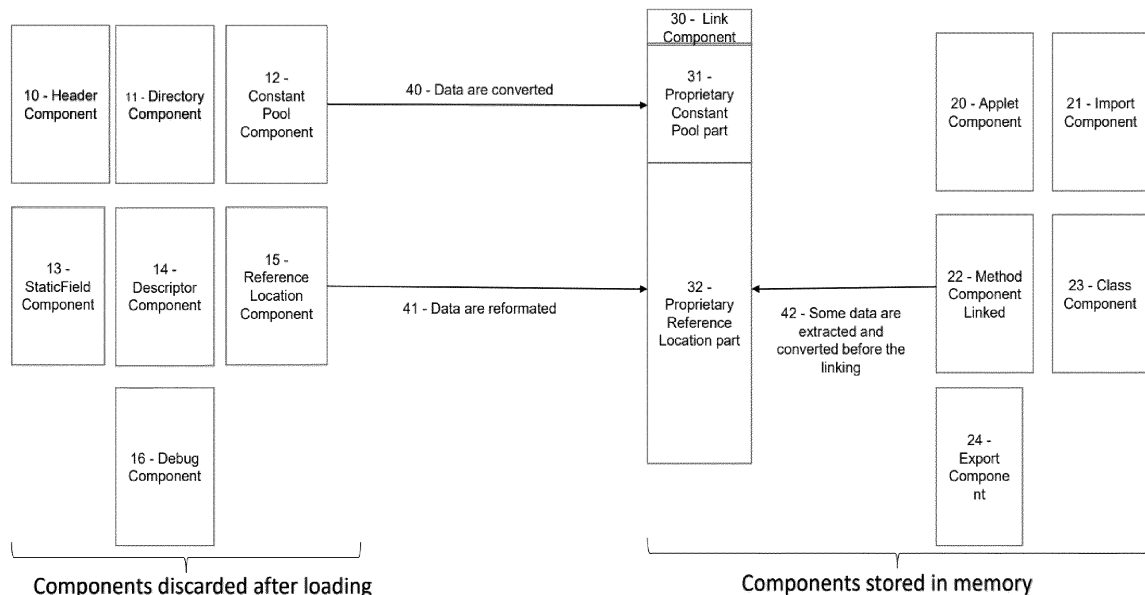 30 - Link
Component
10 - Header
Component
11 - Directory
Component
12 -
Constant
Pool
Component
40 - Data are converted
31 -
Proprietary
Constant
Pool part
20 - Applet
Component
21 - Import
Component
13 -
StaticField
Component
14 -
Descriptor
Component
15 -
Reference
Location
Component
41 - Data are reformated
32 -
Proprietary
Reference
Location part
42 - Some data are
extracted and
converted before the
linking
22 - Method
Component
Linked
23 - Class
Component
16 - Debug
Component
24 -
Export
Compone
nt
Components discarded after loading
Components stored in memory